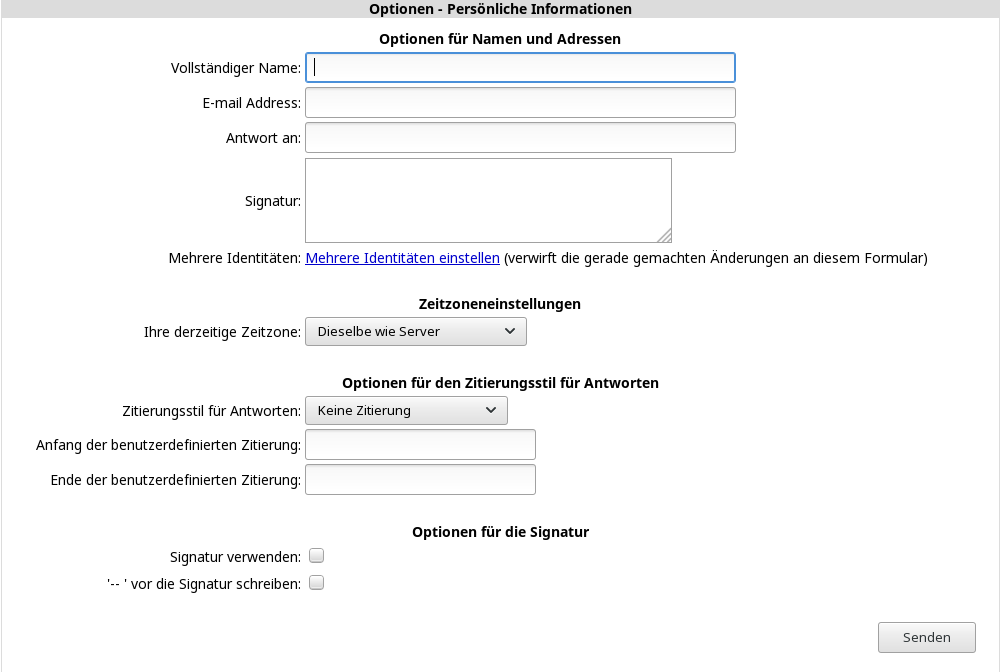 Optionen - Persönliche Informationen
Optionen für Namen und Adressen
Vollständiger Name:
E-mail Address:
Antwort an:
Signatur:
Mehrere Identitäten: Mehrere Identitäten einstellen (verwirft die gerade gemachten Änderungen an diesem Formular)
Zeitzoneneinstellungen
Ihre derzeitige Zeitzone: Dieselbe wie Server
Optionen für den Zitierungsstil für Antworten
Zitierungsstil für Antworten: Keine Zitierung
Anfang der benutzerdefinierten Zitierung:
Ende der benutzerdefinierten Zitierung:
Optionen für die Signatur
Signatur verwenden:
'-- ' vor die Signatur schreiben:
Senden